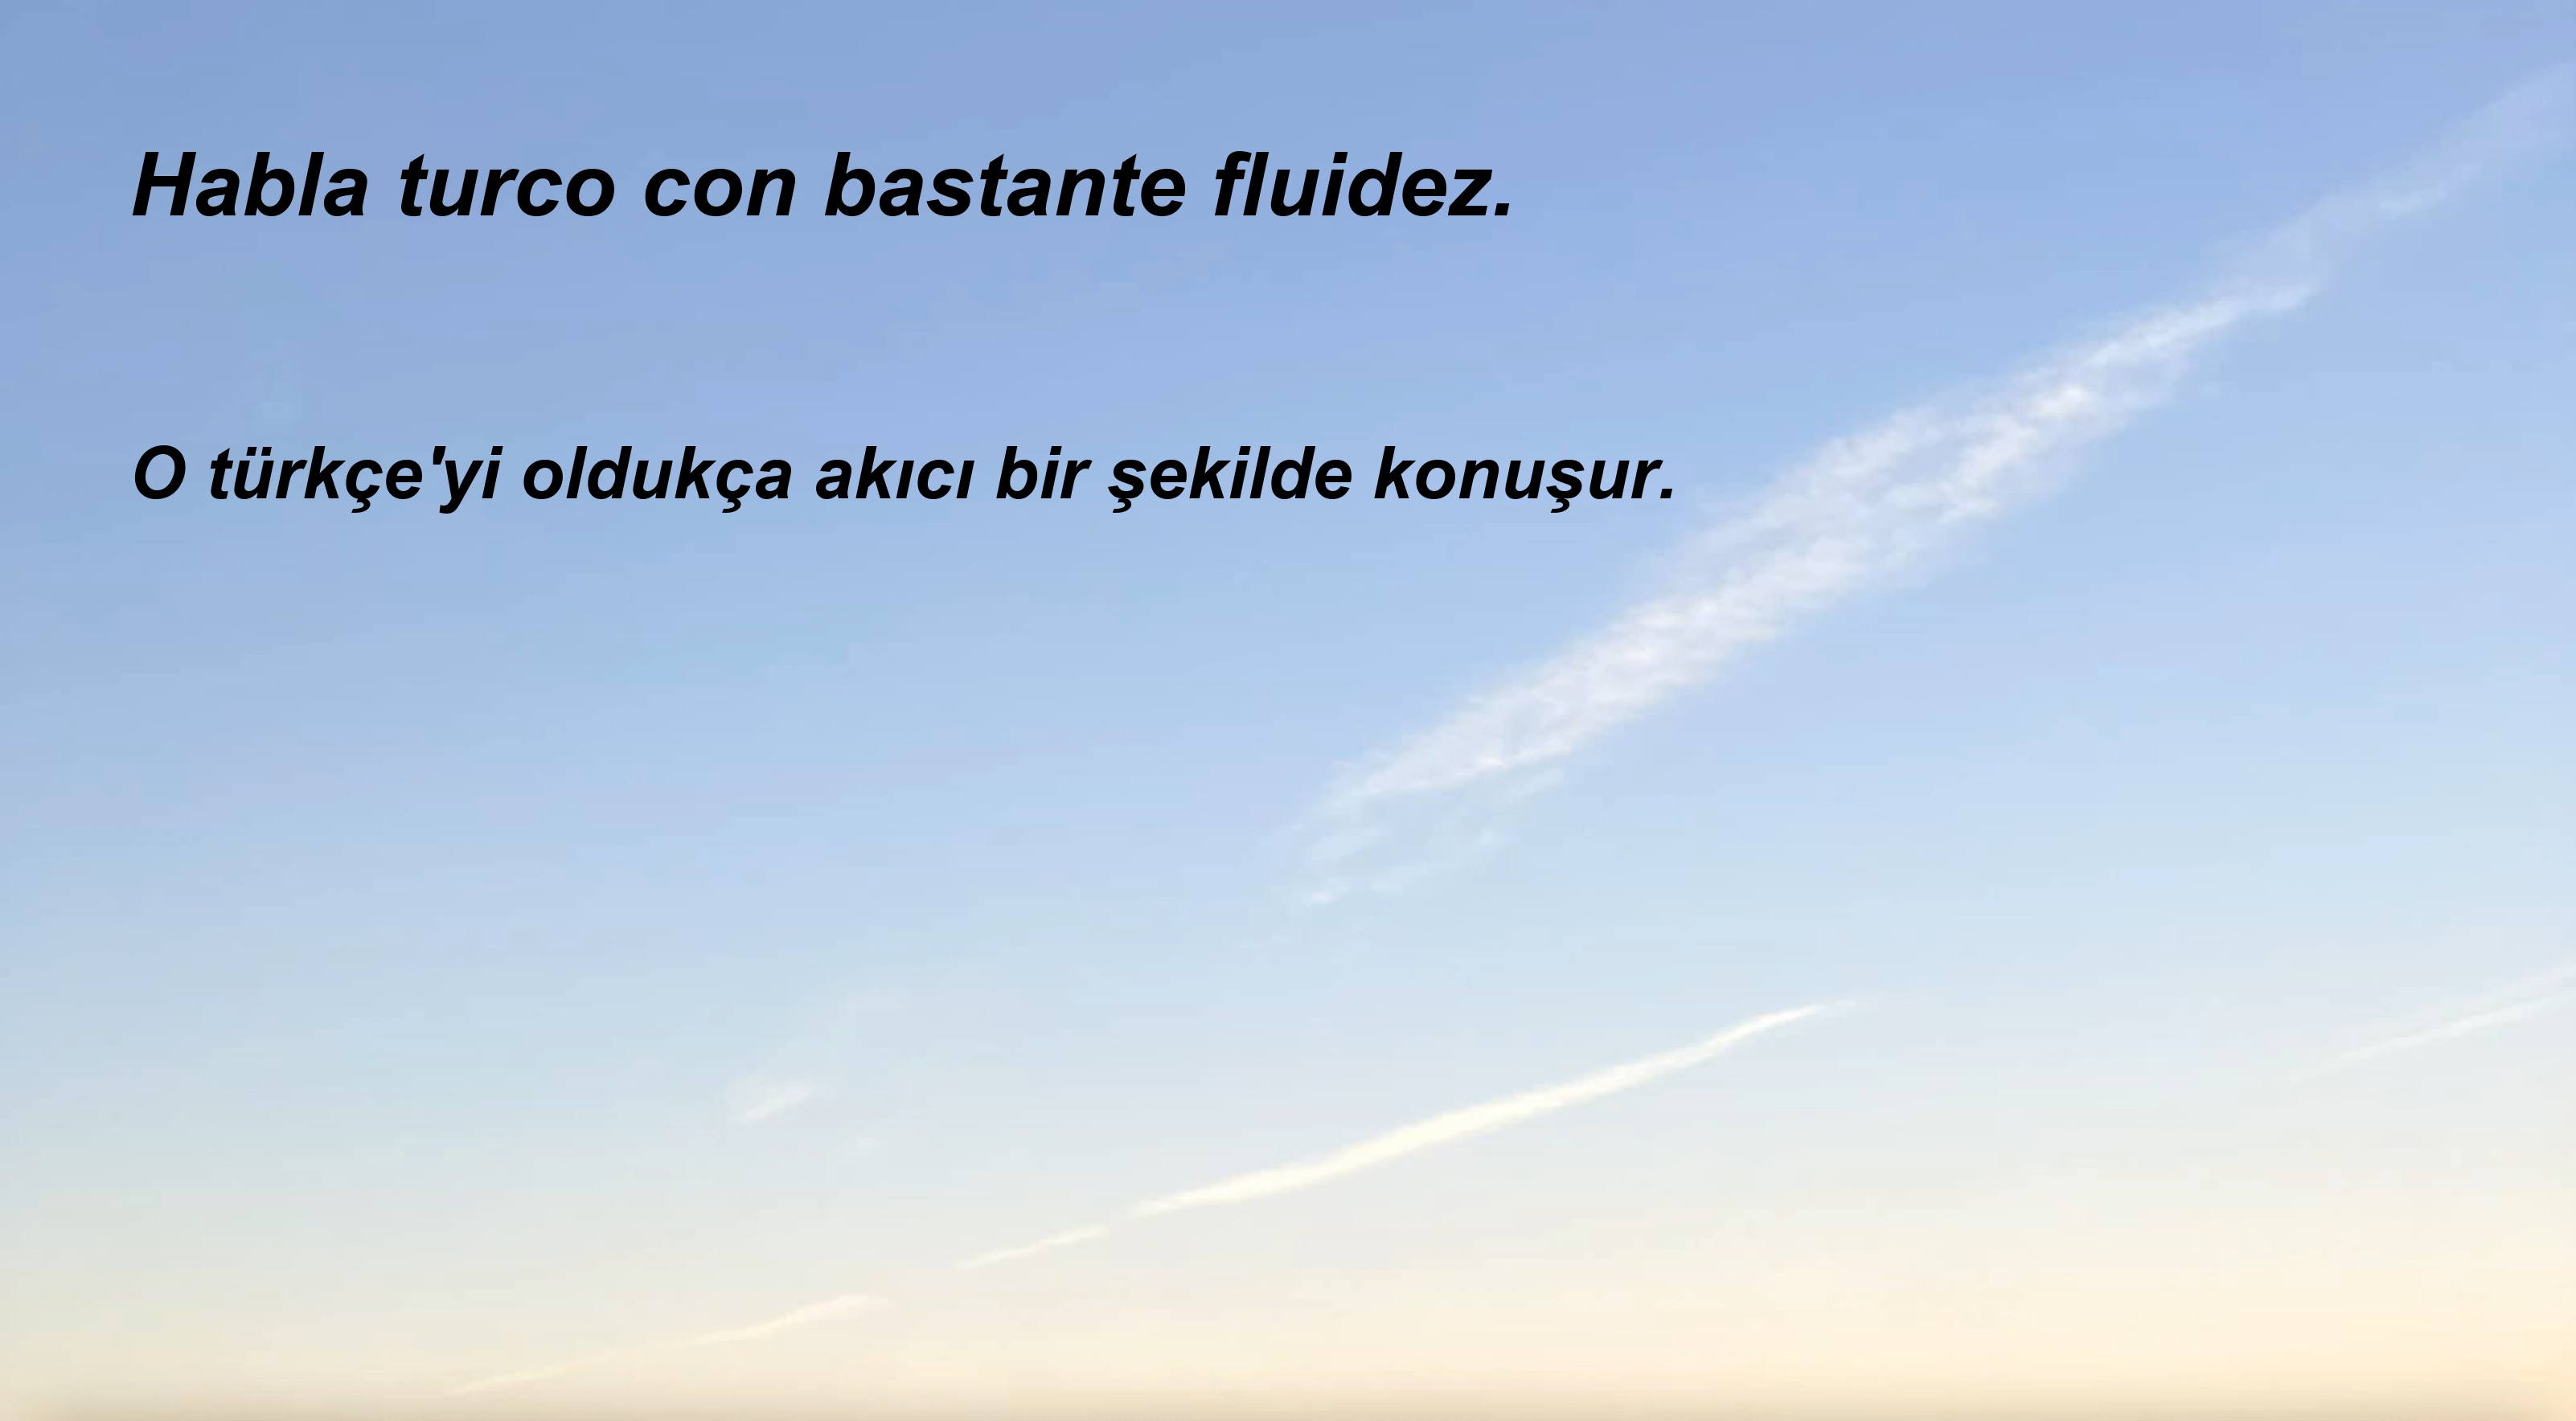 Habla turco con bastante fluidez.
O türkçe'yi oldukça akıcı bir şekilde konuşur.